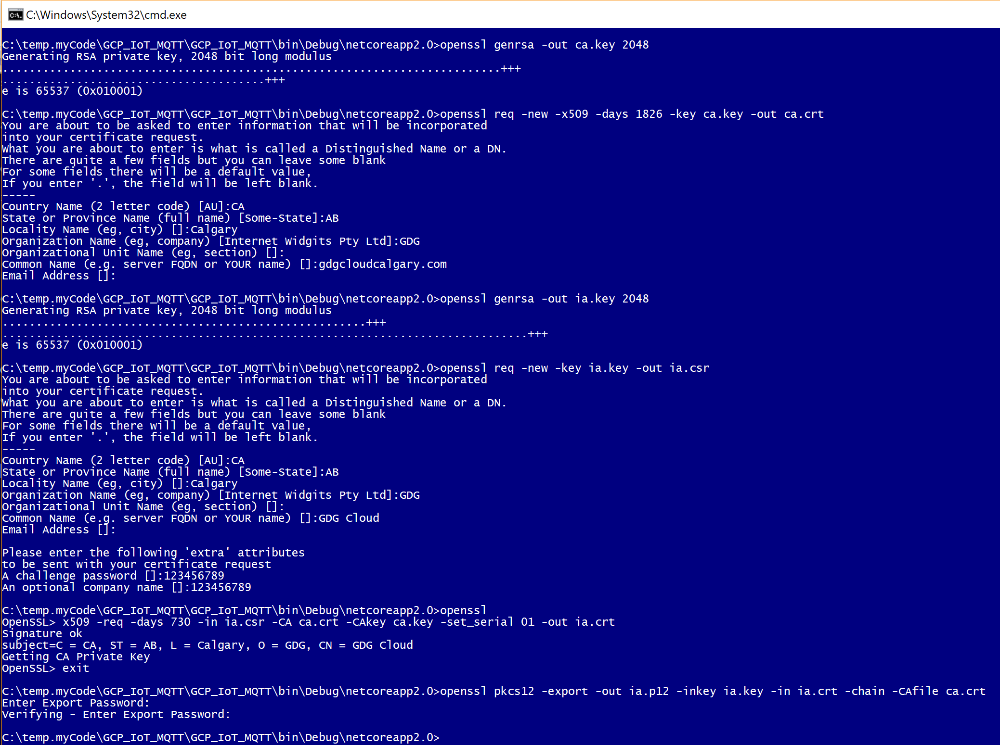 C:\Windows\System32\cmd.exe
C:\temp.myCode\GCP_IoT_MQTT\GCP_IoT_MQTT\bin\Debug\netcoreapp2.0>openssl genrsa -out ca.key 2048
Generating RSA private key, 2048 bit long modulus
..........................................................................+++
.......................................+++
e is 65537 (0x010001)
C:\temp.myCode\GCP_IoT_MQTT\GCP_IoT_MQTT\bin\Debug\netcoreapp2.0>openssl req -new -x509 -days 1826 -key ca.key -out ca.crt
You are about to be asked to enter information that will be incorporated
into your certificate request.
What you are about to enter is what is called a Distinguished Name or a DN.
There are quite a few fields but you can leave some blank
For some fields there will be a default value,
If you enter '.', the field will be left blank.
-----
Country Name (2 letter code) [AU]:CA
State or Province Name (full name) [Some-State]:AB
Locality Name (eg, city) []:Calgary
Organization Name (eg, company) [Internet Widgits Pty Ltd]:GDG
Organizational Unit Name (eg, section) []:
Common Name (e.g. server FQDN or YOUR name) []:gdgcloudcalgary.com
Email Address []:
C:\temp.myCode\GCP_IoT_MQTT\GCP_IoT_MQTT\bin\Debug\netcoreapp2.0>openssl genrsa -out ia.key 2048
Generating RSA private key, 2048 bit long modulus
......................................................+++
..............................................................................+++
e is 65537 (0x010001)
C:\temp.myCode\GCP_IoT_MQTT\GCP_IoT_MQTT\bin\Debug\netcoreapp2.0>openssl req -new -key ia.key -out ia.csr
You are about to be asked to enter information that will be incorporated
into your certificate request.
What you are about to enter is what is called a Distinguished Name or a DN.
There are quite a few fields but you can leave some blank
For some fields there will be a default value,
If you enter '.', the field will be left blank.
-----
Country Name (2 letter code) [AU]:CA
State or Province Name (full name) [Some-State]:AB
Locality Name (eg, city) []:Calgary
Organization Name (eg, company) [Internet Widgits Pty Ltd]:GDG
Organizational Unit Name (eg, section) []:
Common Name (e.g. server FQDN or YOUR name) []:GDG Cloud
Email Address []:
Please enter the following 'extra' attributes
to be sent with your certificate request
A challenge password []:123456789
An optional company name []:123456789
C:\temp.myCode\GCP_IoT_MQTT\GCP_IoT_MQTT\bin\Debug\netcoreapp2.0>openssl
OpenSSL> x509 -req -days 730 -in ia.csr -CA ca.crt -CAkey ca.key -set_serial 01 -out ia.crt
Signature ok
subject=C = CA, ST = AB, L = Calgary, O = GDG, CN = GDG Cloud
Getting CA Private Key
OpenSSL> exit
C:\temp.myCode\GCP_IoT_MQTT\GCP_IoT_MQTT\bin\Debug\netcoreapp2.0>openssl pkcs12 -export -out ia.p12 -inkey ia.key -in ia.crt -chain -CAfile ca.crt
Enter Export Password:
Verifying - Enter Export Password:
C:\temp.myCode\GCP_IoT_MQTT\GCP_IoT_MQTT\bin\Debug\netcoreapp2.0>